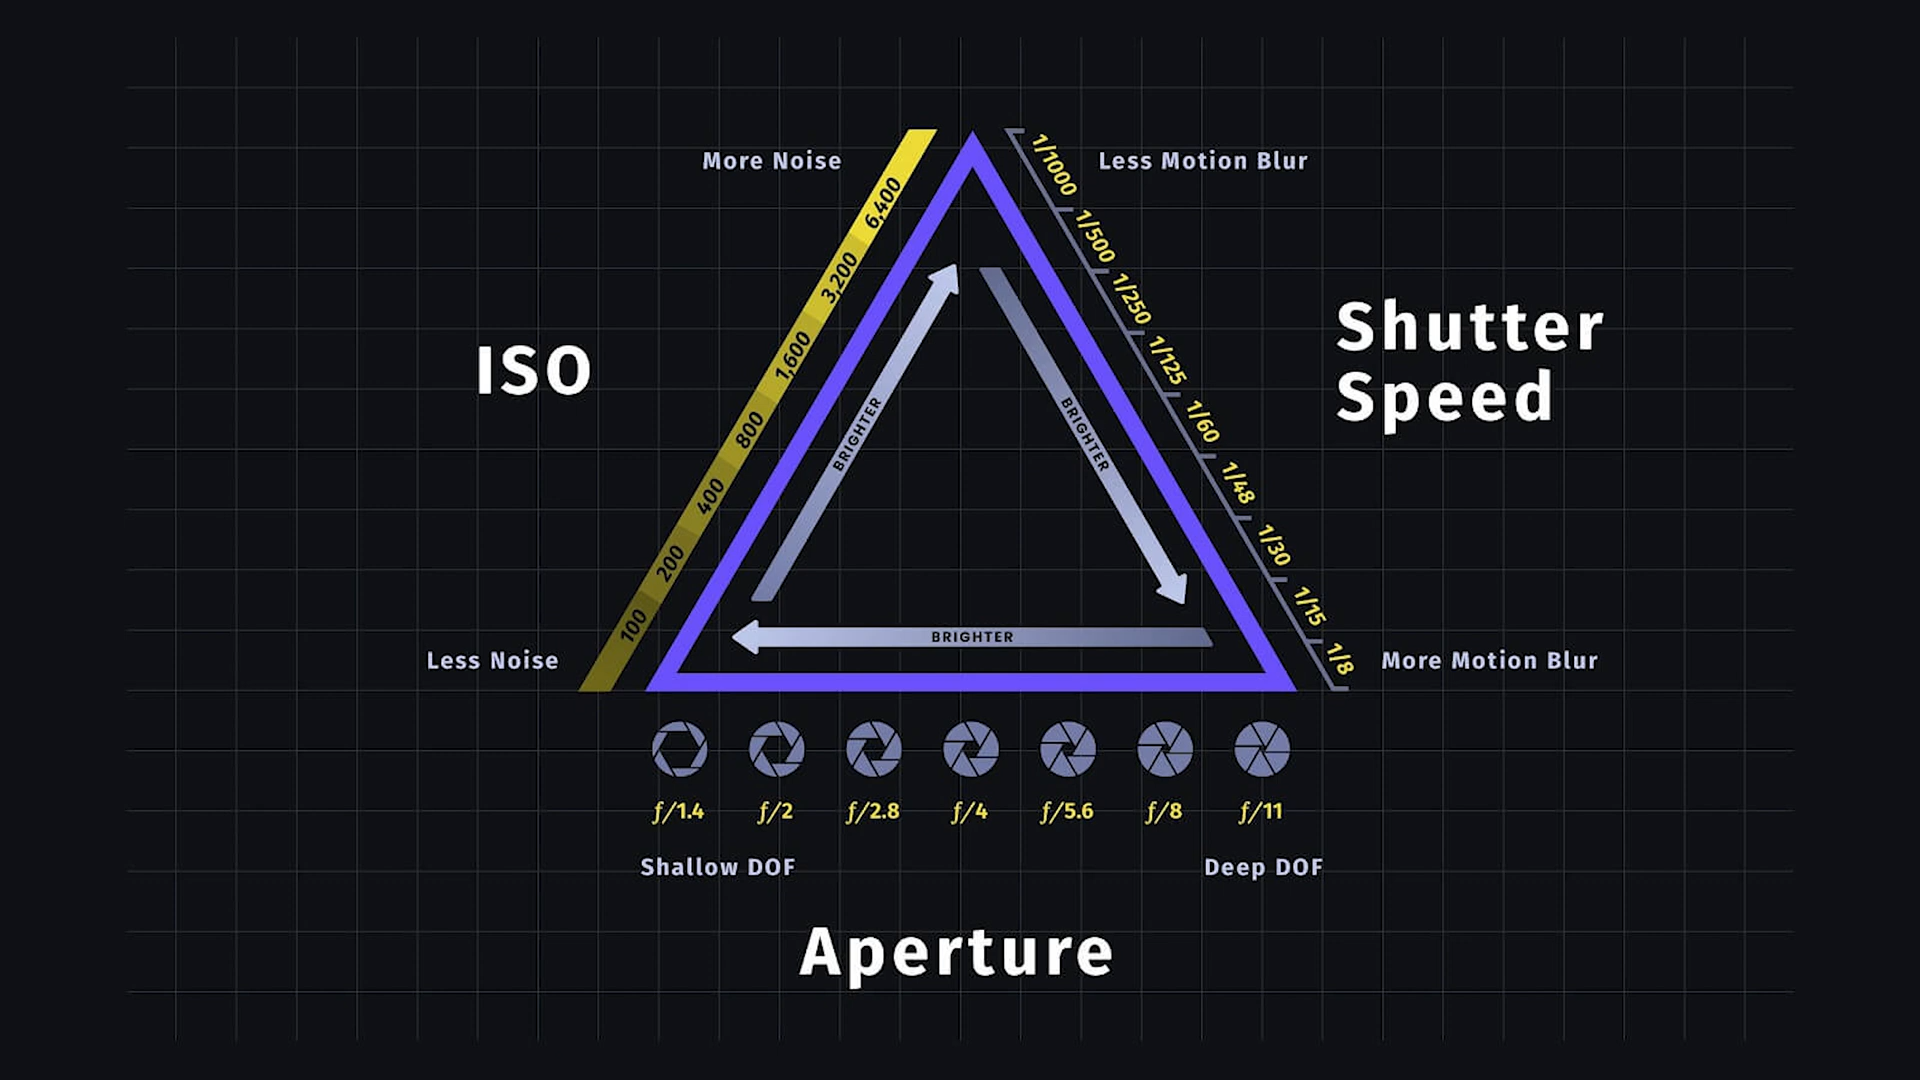 More Noise
Less Motion Blur
6,400
3,200
1,600
800
400
200
100
ISO
Less Noise
1/1000
1/500
1/250
1/125
1/60
1/48
1/30
1/15
1/8
Shutter
Speed
More Motion Blur
BRIGHTER
BRIGHTER
BRIGHTER
ƒ/1.4 ƒ/2 ƒ/2.8 ƒ/4 ƒ/5.6 ƒ/8 ƒ/11
Shallow DOF
Deep DOF
Aperture